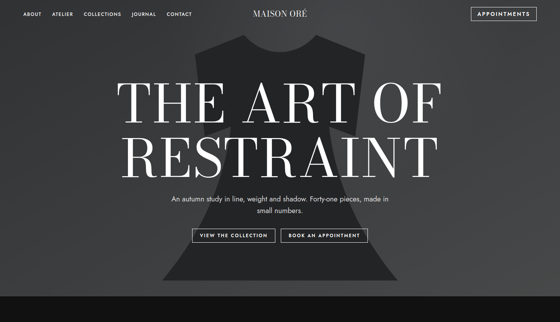 ABOUT ATELIER COLLECTIONS JOURNAL CONTACT
MAISON ORÉ
APPOINTMENTS
THE ART OF
RESTRAINT
An autumn study in line, weight and shadow. Forty-one pieces, made in
small numbers.
VIEW THE COLLECTION
BOOK AN APPOINTMENT